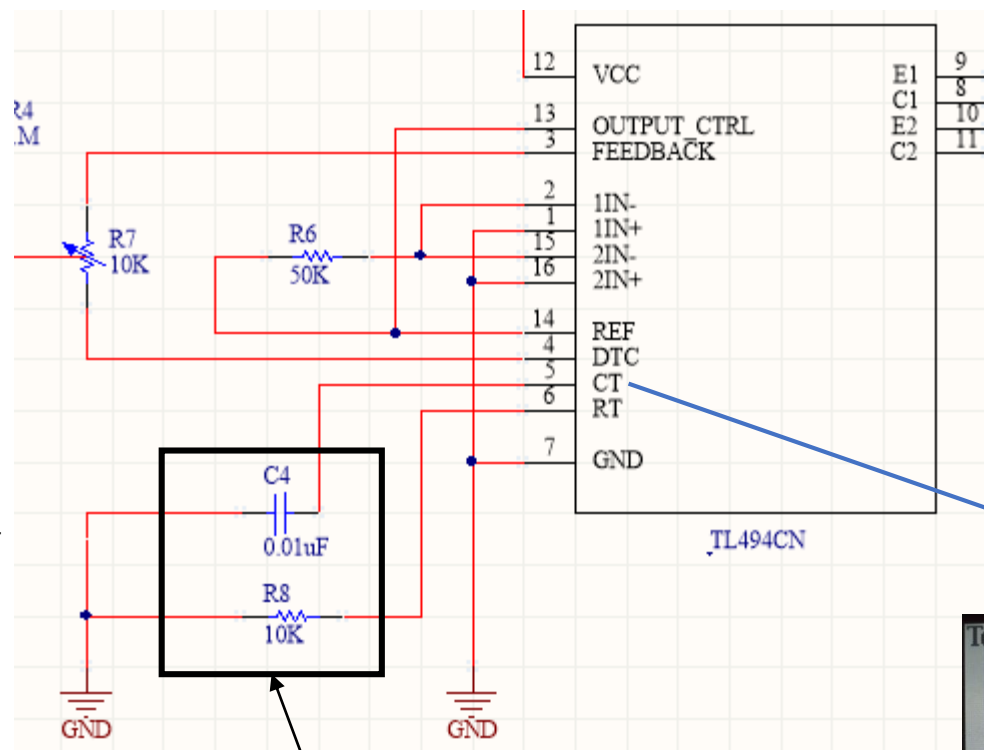 12 VCC E1 9
C1 8
13 OUTPUT_CTRL E2 10
3 FEEDBACK C2 11
R4
2 1IN-
1 1IN+
15 2IN-
16 2IN+
R7
10K
R6
50K
14 REF
4 DTC
5 CT
6 RT
7 GND
C4
0.01uF
TL494CN
R8
10K
GND
GND